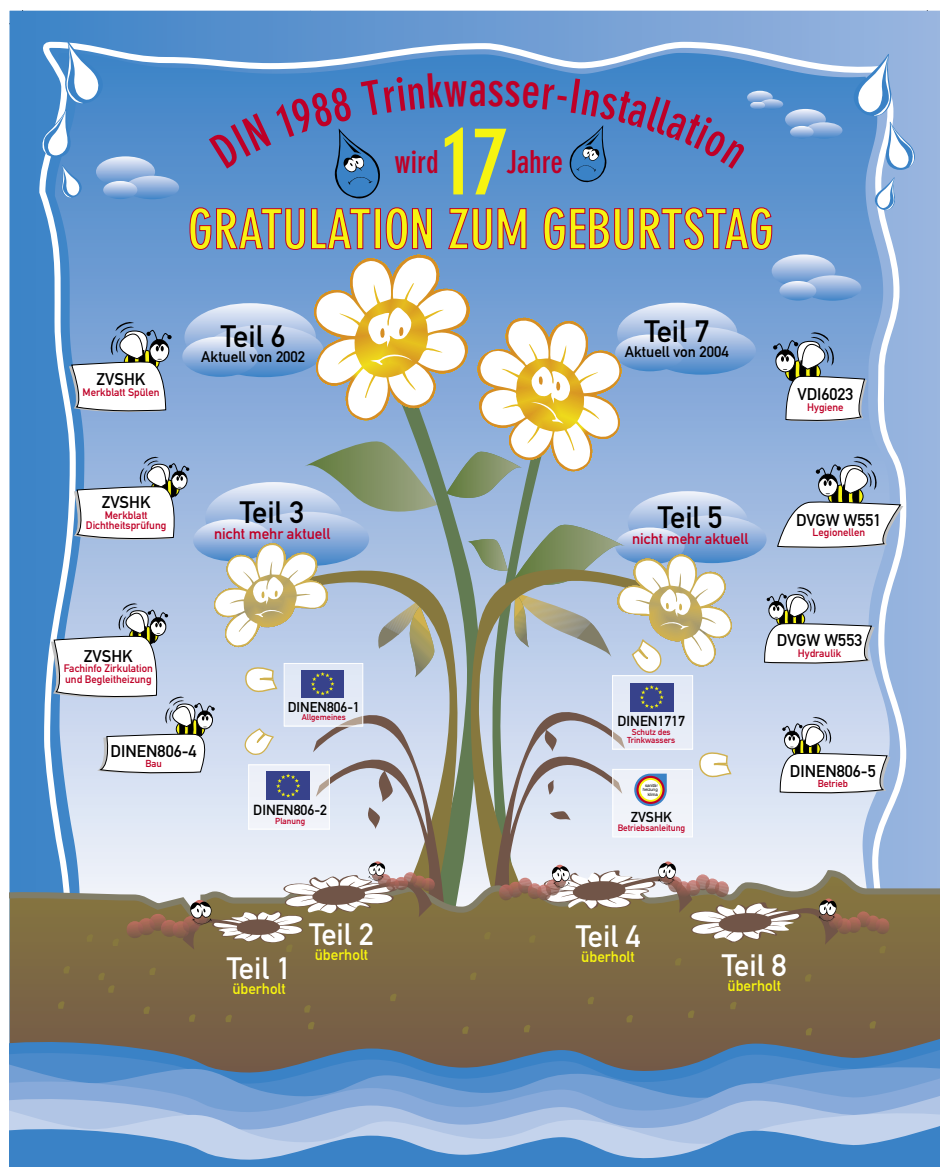 DIN 1988 Trinkwasser-Installation
wird 17 Jahre
GRATULATION ZUM GEBURTSTAG
Teil 6
Aktuell von 2002
Teil 7
Aktuell von 2004
ZVSHK
Merkblatt Spülen
VDI6023
Hygiene
ZVSHK
Merkblatt
Dichtheitsprüfung
Teil 3
nicht mehr aktuell
Teil 5
nicht mehr aktuell
DVGW W551
Legionellen
ZVSHK
Fachinfo Zirkulation
und Begleitheizung
DVGW W553
Hydraulik
DINEN806-1
Allgemeines
DINEN1717
Schutz des
Trinkwassers
DINEN806-4
Bau
DINEN806-5
Betrieb
DINEN806-2
Planung
sanitär
heizung
klima
ZVSHK
Betriebsanleitung
Teil 1
überholt
Teil 2
überholt
Teil 4
überholt
Teil 8
überholt